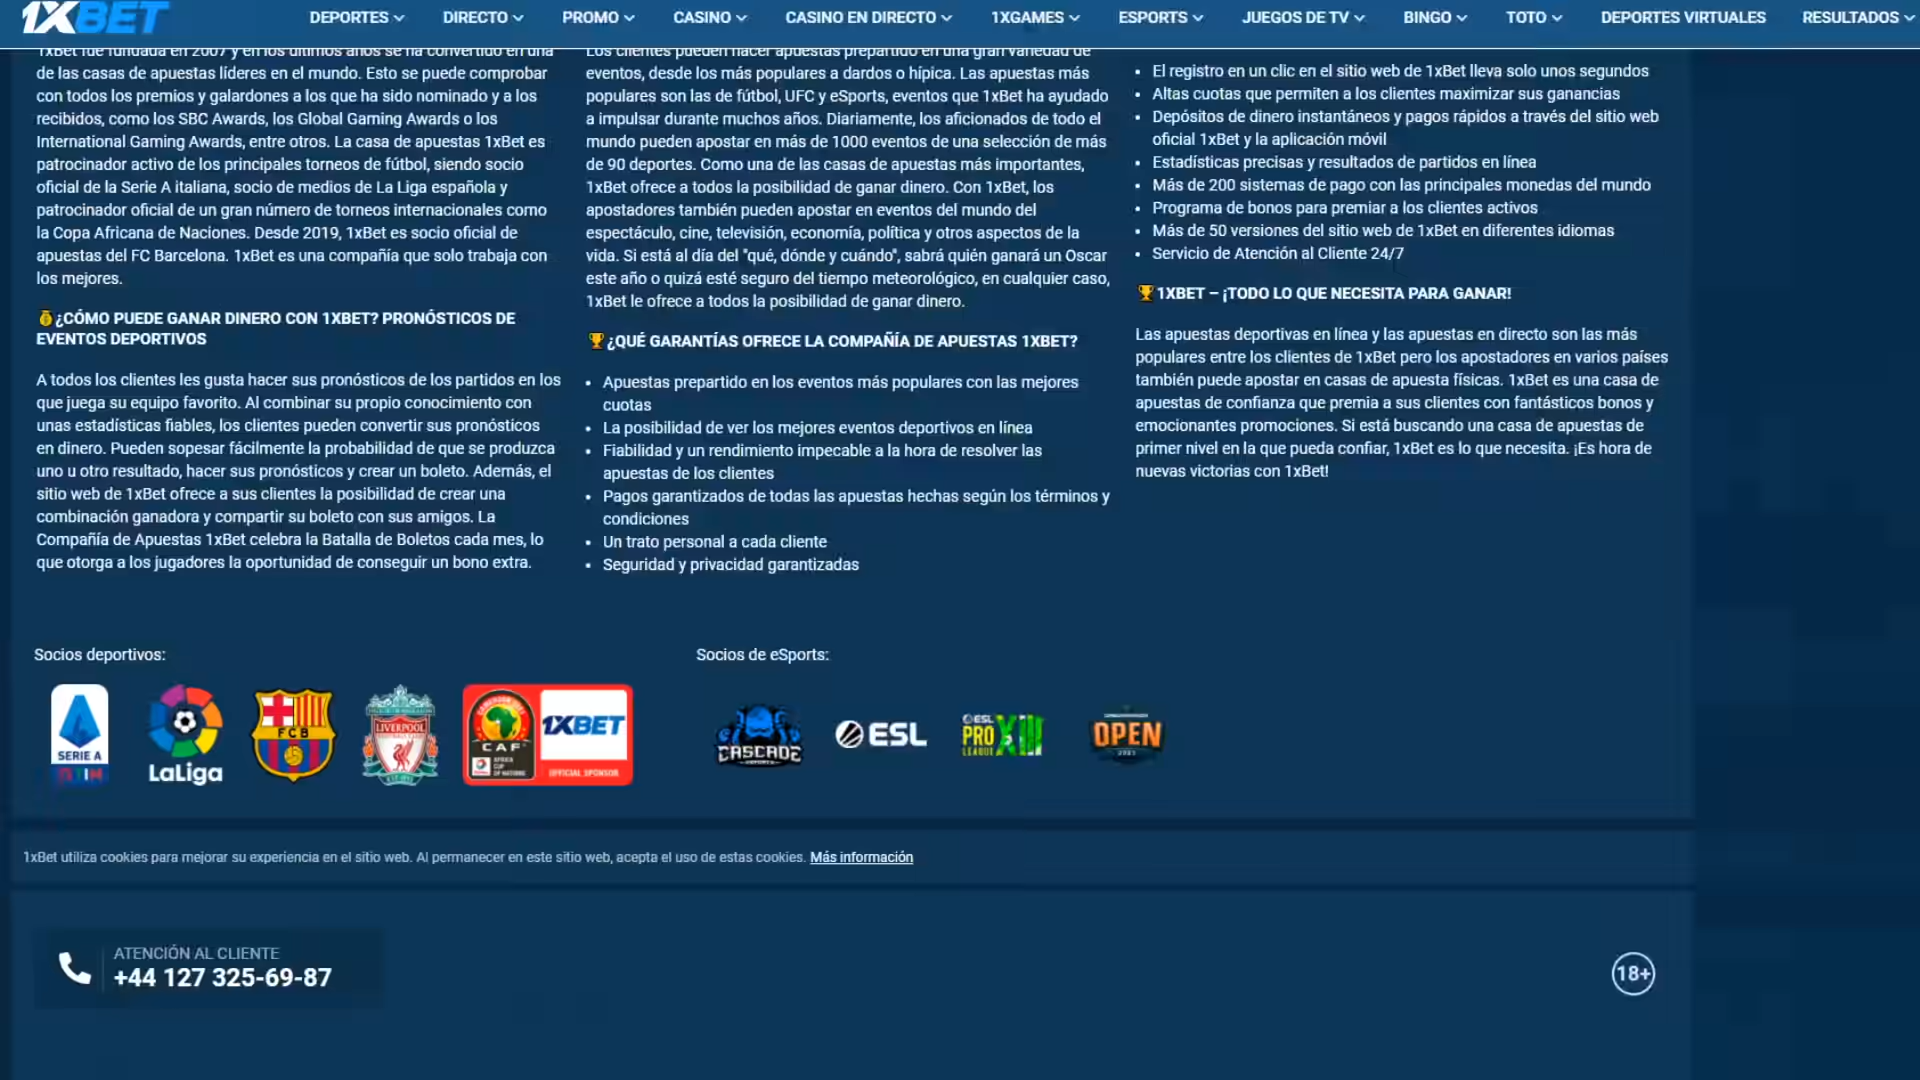 1XBET
DEPORTES
DIRECTO
PROMO
CASINO
CASINO EN DIRECTO
1XGAMES
ESPORTS
JUEGOS DE TV
BINGO
TOTO
DEPORTES VIRTUALES
RESULTADOS
1xBet fue fundada en 2007 y en los últimos años se ha convertido en una
de las casas de apuestas líderes en el mundo. Esto se puede comprobar
con todos los premios y galardones a los que ha sido nominado y a los
recibidos, como los SBC Awards, los Global Gaming Awards o los
International Gaming Awards, entre otros. La casa de apuestas 1xBet es
patrocinador activo de los principales torneos de fútbol, siendo socio
oficial de la Serie A italiana, socio de medios de La Liga española y
patrocinador oficial de un gran número de torneos internacionales como
la Copa Africana de Naciones. Desde 2019, 1xBet es socio oficial de
apuestas del FC Barcelona. 1xBet es una compañía que solo trabaja con
los mejores.
¿CÓMO PUEDE GANAR DINERO CON 1XBET? PRONÓSTICOS DE
EVENTOS DEPORTIVOS
A todos los clientes les gusta hacer sus pronósticos de los partidos en los
que juega su equipo favorito. Al combinar su propio conocimiento con
unas estadísticas fiables, los clientes pueden convertir sus pronósticos
en dinero. Pueden sopesar fácilmente la probabilidad de que se produzca
uno u otro resultado, hacer sus pronósticos y crear un boleto. Además, el
sitio web de 1xBet ofrece a sus clientes la posibilidad de crear una
combinación ganadora y compartir su boleto con sus amigos. La
Compañía de Apuestas 1xBet celebra la Batalla de Boletos cada mes, lo
que otorga a los jugadores la oportunidad de conseguir un bono extra.
Los clientes pueden hacer apuestas prepartido en una gran variedad de
eventos, desde los más populares a dardos o hípica. Las apuestas más
populares son las de fútbol, UFC y eSports, eventos que 1xBet ha ayudado
a impulsar durante muchos años. Diariamente, los aficionados de todo el
mundo pueden apostar en más de 1000 eventos de una selección de más
de 90 deportes. Como una de las casas de apuestas más importantes,
1xBet ofrece a todos la posibilidad de ganar dinero. Con 1xBet, los
apostadores también pueden apostar en eventos del mundo del
espectáculo, cine, televisión, economía, política y otros aspectos de la
vida. Si está al día del "qué, dónde y cuándo", sabrá quién ganará un Oscar
este año o quizá esté seguro del tiempo meteorológico, en cualquier caso,
1xBet le ofrece a todos la posibilidad de ganar dinero.
¿QUÉ GARANTÍAS OFRECE LA COMPAÑÍA DE APUESTAS 1XBET?
• Apuestas prepartido en los eventos más populares con las mejores
cuotas
• La posibilidad de ver los mejores eventos deportivos en línea
• Fiabilidad y un rendimiento impecable a la hora de resolver las
apuestas de los clientes
• Pagos garantizados de todas las apuestas hechas según los términos y
condiciones
• Un trato personal a cada cliente
• Seguridad y privacidad garantizadas
• El registro en un clic en el sitio web de 1xBet lleva solo unos segundos
• Altas cuotas que permiten a los clientes maximizar sus ganancias
• Depósitos de dinero instantáneos y pagos rápidos a través del sitio web
oficial 1xBet y la aplicación móvil
• Estadísticas precisas y resultados de partidos en línea
• Más de 200 sistemas de pago con las principales monedas del mundo
• Programa de bonos para premiar a los clientes activos
• Más de 50 versiones del sitio web de 1xBet en diferentes idiomas
• Servicio de Atención al Cliente 24/7
1XBET – ¡TODO LO QUE NECESITA PARA GANAR!
Las apuestas deportivas en línea y las apuestas en directo son las más
populares entre los clientes de 1xBet pero los apostadores en varios países
también puede apostar en casas de apuesta físicas. 1xBet es una casa de
apuestas de confianza que premia a sus clientes con fantásticos bonos y
emocionantes promociones. Si está buscando una casa de apuestas de
primer nivel en la que pueda confiar, 1xBet es lo que necesita. ¡Es hora de
nuevas victorias con 1xBet!
Socios deportivos:
SERIE A
LaLiga
FCB
LIVERPOOL
CAF
1XBET
OFFICIAL SPONSOR
Socios de eSports:
CASCADE
ESL
ESL
PRO XIII
LEAGUE
OPEN
1xBet utiliza cookies para mejorar su experiencia en el sitio web. Al permanecer en este sitio web, acepta el uso de estas cookies. Más información
ATENCIÓN AL CLIENTE
+44 127 325-69-87
18+